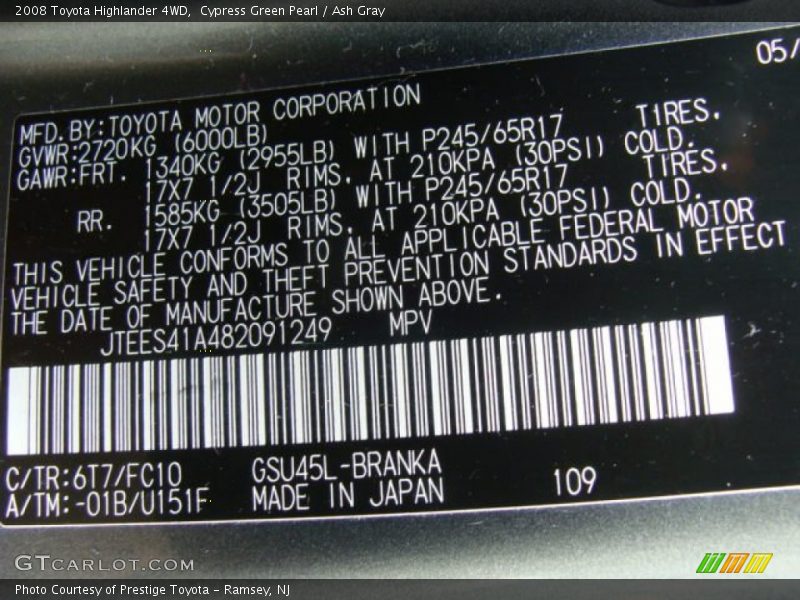 2008 Toyota Highlander 4WD,  Cypress Green Pearl / Ash Gray
05/
MFD.BY:TOYOTA MOTOR CORPORATION
GVWR:2720KG (6000LB)
GAWR:FRT. 1340KG (2955LB) WITH P245/65R17 TIRES.
17X7 1/2J RIMS. AT 210KPA (30PSI) COLD.
RR. 1585KG (3505LB) WITH P245/65R17 TIRES.
17X7 1/2J RIMS. AT 210KPA (30PSI) COLD.
THIS VEHICLE CONFORMS TO ALL APPLICABLE FEDERAL MOTOR
VEHICLE SAFETY AND THEFT PREVENTION STANDARDS IN EFFECT
THE DATE OF MANUFACTURE SHOWN ABOVE.
JTEES41A482091249 MPV
C/TR:6T7/FC10 GSU45L-BRANKA
A/TM:-01B/U151F MADE IN JAPAN 109
GTCARLOT.COM
Photo Courtesy of Prestige Toyota - Ramsey, NJ